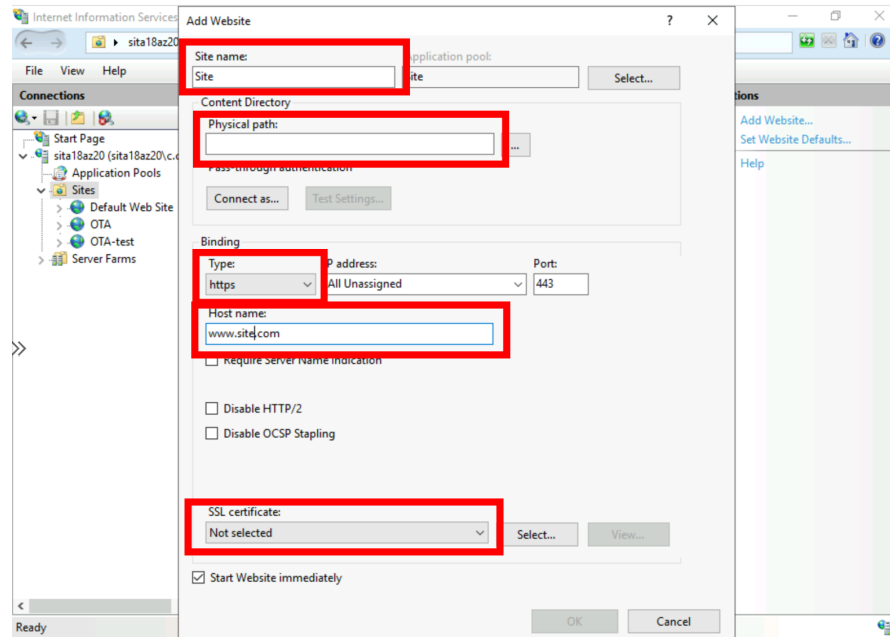 Internet Information Services
Add Website
?
sita18az20
File View Help
Connections
Start Page
sita18az20 (sita18az20\c.c
Application Pools
Sites
Default Web Site
OTA
OTA-test
Server Farms
Site name:
Application pool:
Site
Site
Select...
Content Directory
Physical path:
...
Pass-through authentication
Connect as...
Test Settings...
Binding
Type:
IP address:
Port:
https
All Unassigned
443
Host name:
www.site.com
Require Server Name Indication
Disable HTTP/2
Disable OCSP Stapling
SSL certificate:
Not selected
Select...
View...
Start Website immediately
OK
Cancel
tions
Add Website...
Set Website Defaults...
Help
Ready